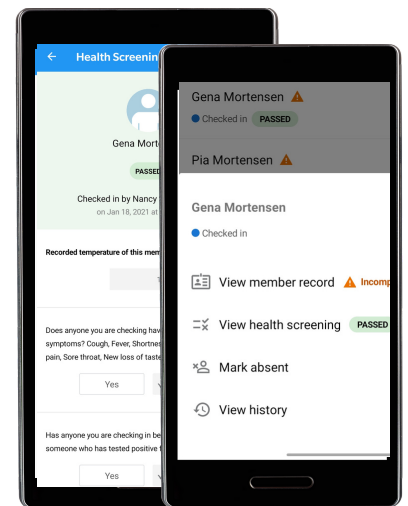 Health Screenin
Gena Mort
PASSED
Checked in by Nancy
on Jan 18, 2021 at
Recorded temperature of this mem
Does anyone you are checking hav
symptoms? Cough, Fever, Shortnes
pain, Sore throat, New loss of taste
Yes
Has anyone you are checking in be
someone who has tested positive f
Yes
Gena Mortensen
Checked in PASSED
Pia Mortensen
Gena Mortensen
Checked in
View member record Incomp
View health screening PASSED
Mark absent
View history